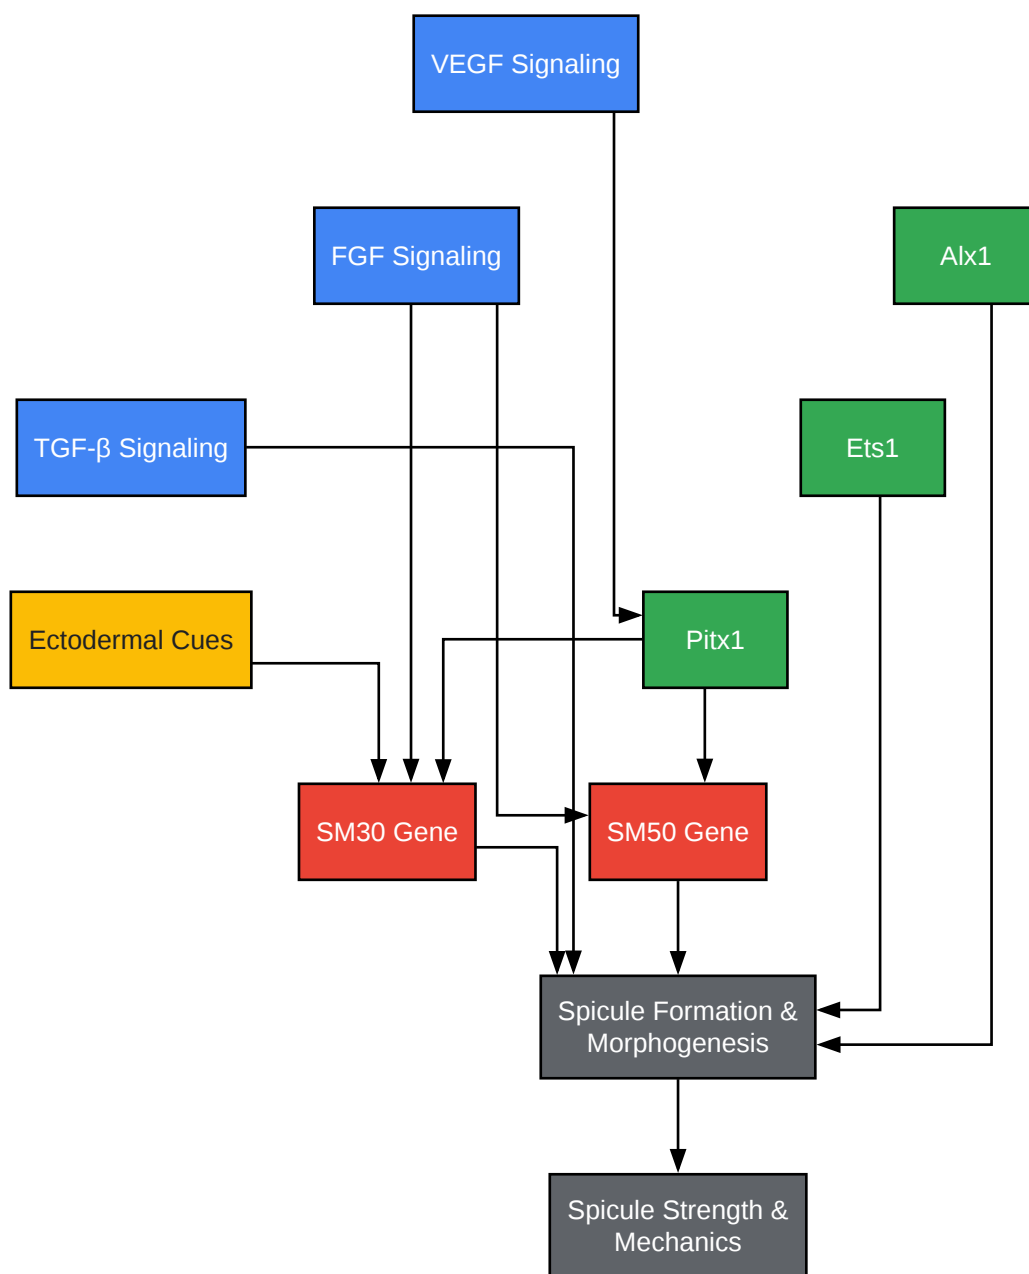 VEGF Signaling
FGF Signaling
Alx1
TGF-β Signaling
Ets1
Ectodermal Cues
Pitx1
SM30 Gene
SM50 Gene
Spicule Formation &
Morphogenesis
Spicule Strength &
Mechanics